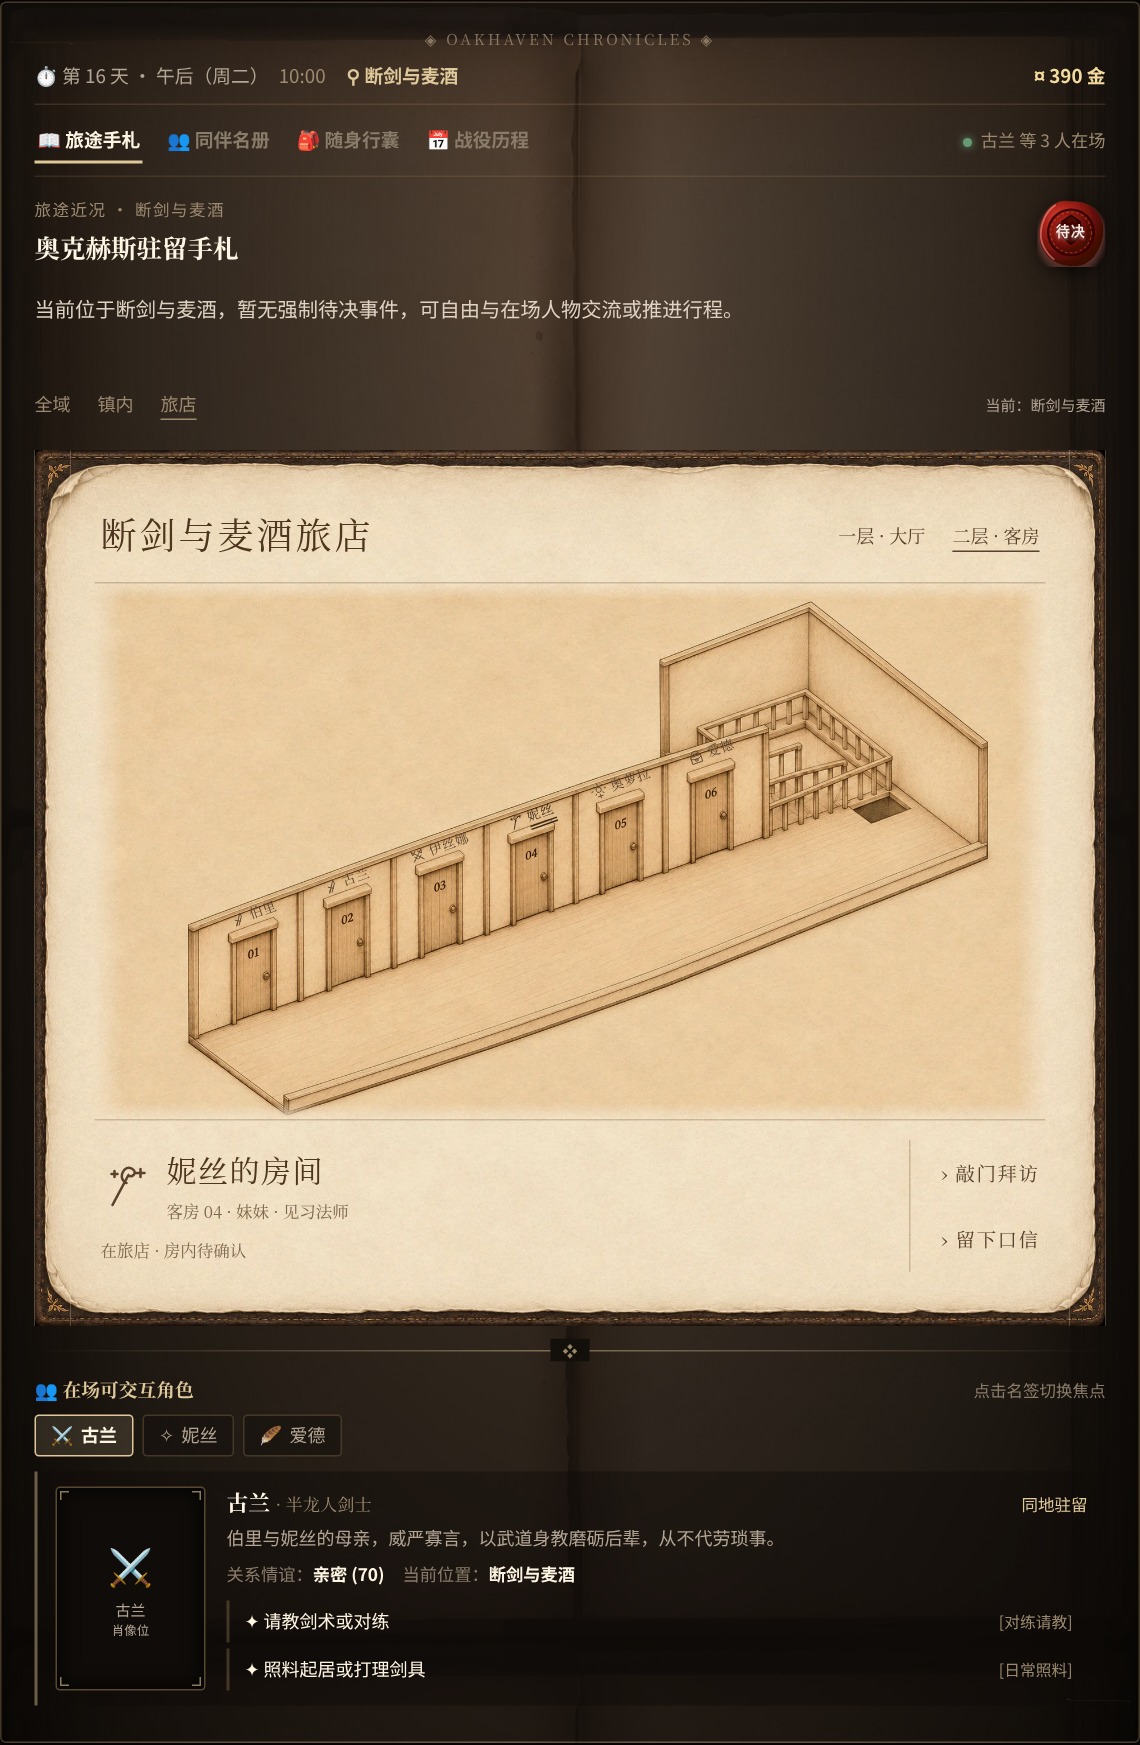 ◈ OAKHAVEN CHRONICLES ◈
第 16 天 · 午后（周二） 10:00 断剑与麦酒 ¤ 390 金
旅途手札 同伴名册 随身行囊 战役历程 古兰 等 3 人在场
旅途近况 · 断剑与麦酒
奥克赫斯驻留手札
待决
当前位于断剑与麦酒，暂无强制待决事件，可自由与在场人物交流或推进行程。
全域 镇内 旅店 当前：断剑与麦酒
断剑与麦酒旅店 一层 · 大厅 二层 · 客房
爱德
06
奥萝拉
05
妮丝
04
伊丝娜
03
古兰
02
伯里
01
妮丝的房间
客房 04 · 妹妹 · 见习法师
在旅店 · 房内待确认
› 敲门拜访
› 留下口信
在场可交互角色 点击名签切换焦点
古兰 ✧ 妮丝 爱德
古兰
肖像位
古兰 · 半龙人剑士 同地驻留
伯里与妮丝的母亲，威严寡言，以武道身教磨砺后辈，从不代劳琐事。
关系情谊：亲密 (70) 当前位置：断剑与麦酒
✦ 请教剑术或对练 [对练请教]
✦ 照料起居或打理剑具 [日常照料]